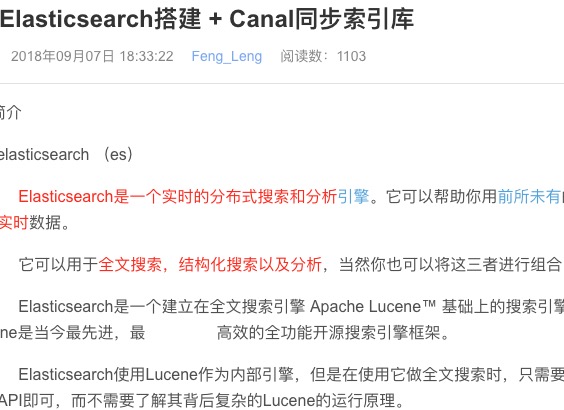 Elasticsearch搭建 + Canal同步索引库
2018年09月07日 18:33:22 Feng_Leng 阅读数：1103
简介
elasticsearch （es）
Elasticsearch是一个实时的分布式搜索和分析引擎。它可以帮助你用前所未有
实时数据。
它可以用于全文搜索，结构化搜索以及分析，当然你也可以将这三者进行组合
Elasticsearch是一个建立在全文搜索引擎 Apache Lucene™ 基础上的搜索引擎
ne是当今最先进，最 高效的全功能开源搜索引擎框架。
Elasticsearch使用Lucene作为内部引擎，但是在使用它做全文搜索时，只需要
API即可，而不需要了解其背后复杂的Lucene的运行原理。